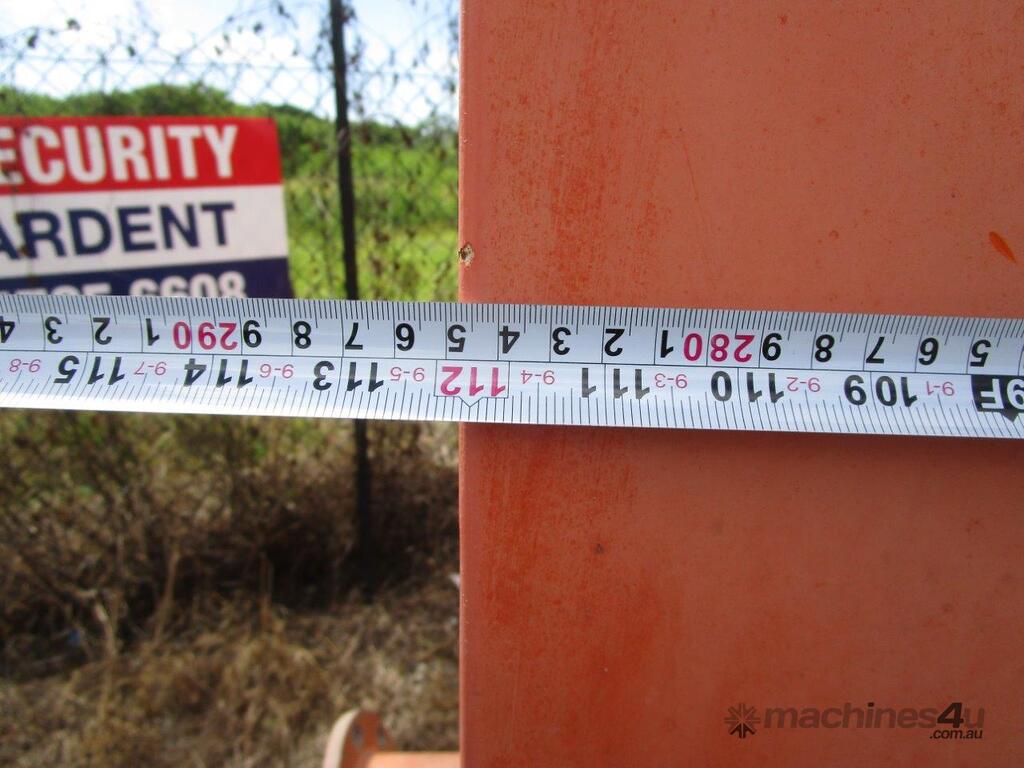 ECURITY
ARDENT
6608
4 3 2 1 290 9 8 7 6 5 4 3 2 1 280 9 8 7 6 5
9-8 115 9-7 114 9-6 113 9-5 112 9-4 111 9-3 110 9-2 109 9-1 9F
machines4u
.com.au